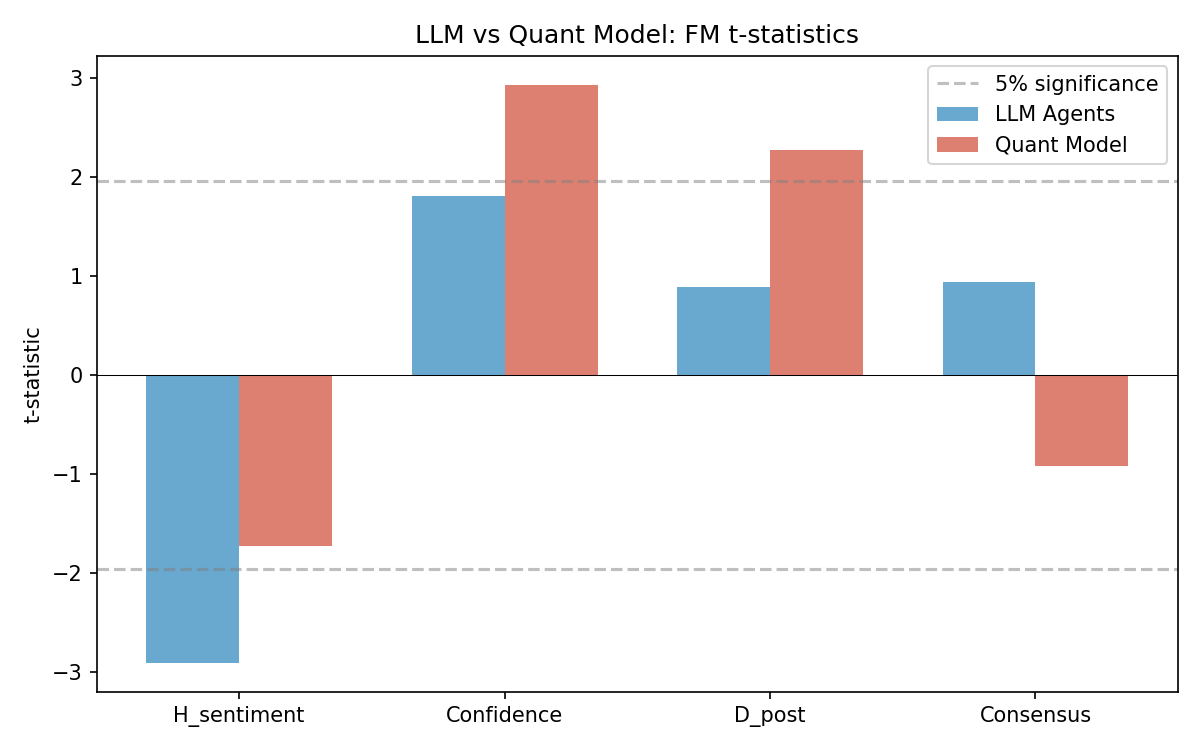 LLM vs Quant Model: FM t-statistics
5% significance
LLM Agents
Quant Model
t-statistic
3
2
1
0
−1
−2
−3
H_sentiment
Confidence
D_post
Consensus